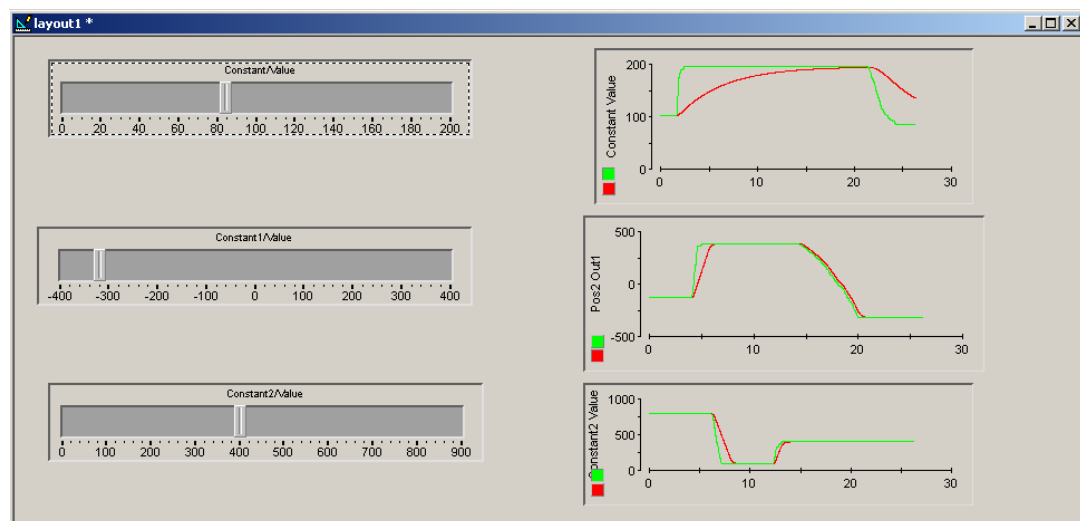 layout1 *
Constant/Value
0 20 40 60 80 100 120 140 160 180 200
Constant Value
200
100
0
0 10 20 30
Constant1/Value
-400 -300 -200 -100 0 100 200 300 400
Pos2 Out1
500
0
-500
0 10 20 30
Constant2/Value
0 100 200 300 400 500 600 700 800 900
Constant2 Value
1000
500
0
0 10 20 30